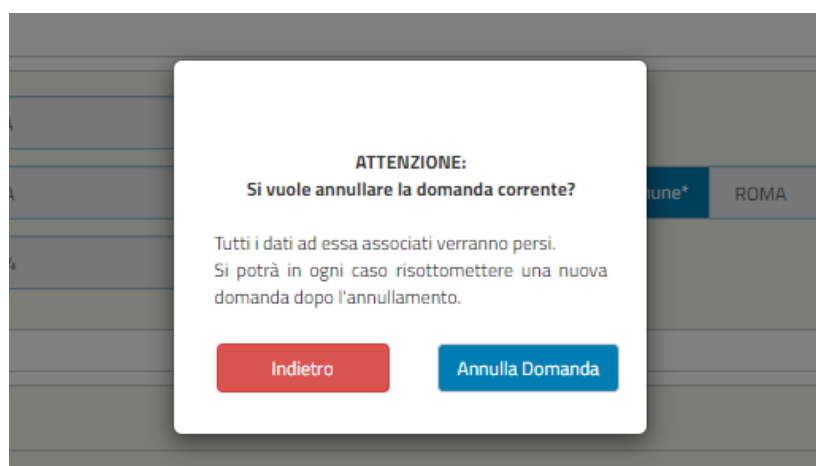 ATTENZIONE:
Si vuole annullare la domanda corrente?
mune* ROMA
Tutti i dati ad essa associati verranno persi.
Si potrà in ogni caso risottomettere una nuova
domanda dopo l'annullamento.
Indietro Annulla Domanda